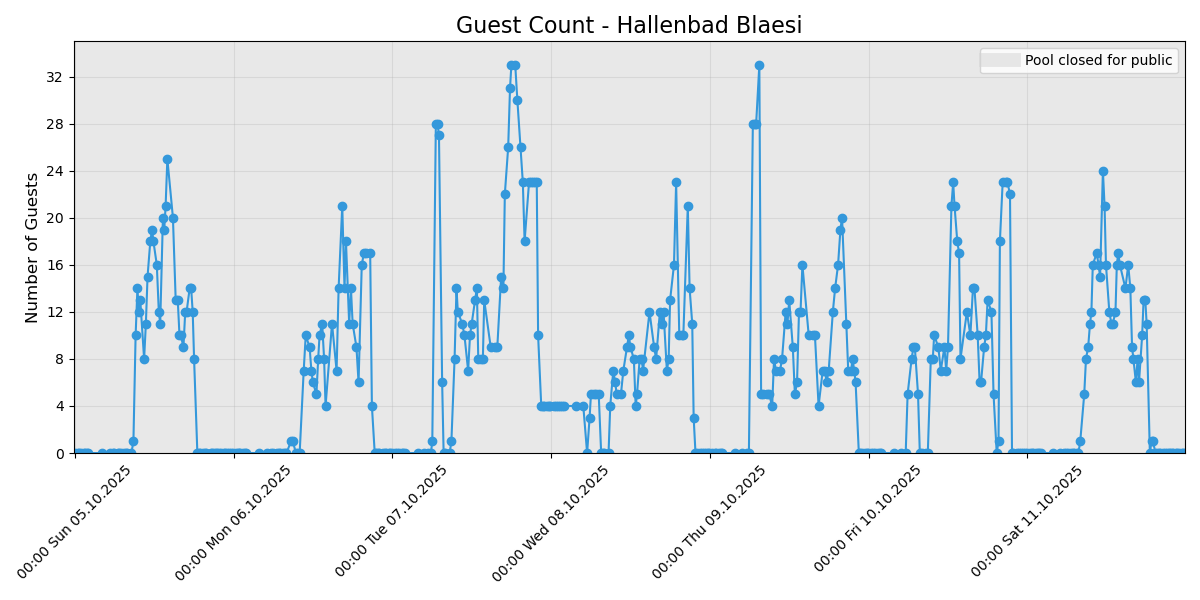 Guest Count - Hallenbad Blaesi
Pool closed for public
Number of Guests
32
28
24
20
16
12
8
4
0
00:00 Sun 05.10.2025
00:00 Mon 06.10.2025
00:00 Tue 07.10.2025
00:00 Wed 08.10.2025
00:00 Thu 09.10.2025
00:00 Fri 10.10.2025
00:00 Sat 11.10.2025